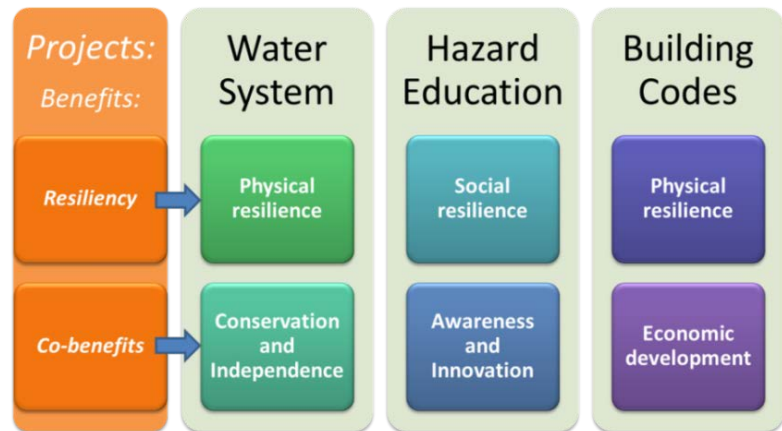 Projects:
Benefits:
Resiliency
Co-benefits
Water
System
Physical
resilience
Conservation
and
Independence
Hazard
Education
Social
resilience
Awareness
and
Innovation
Building
Codes
Physical
resilience
Economic
development